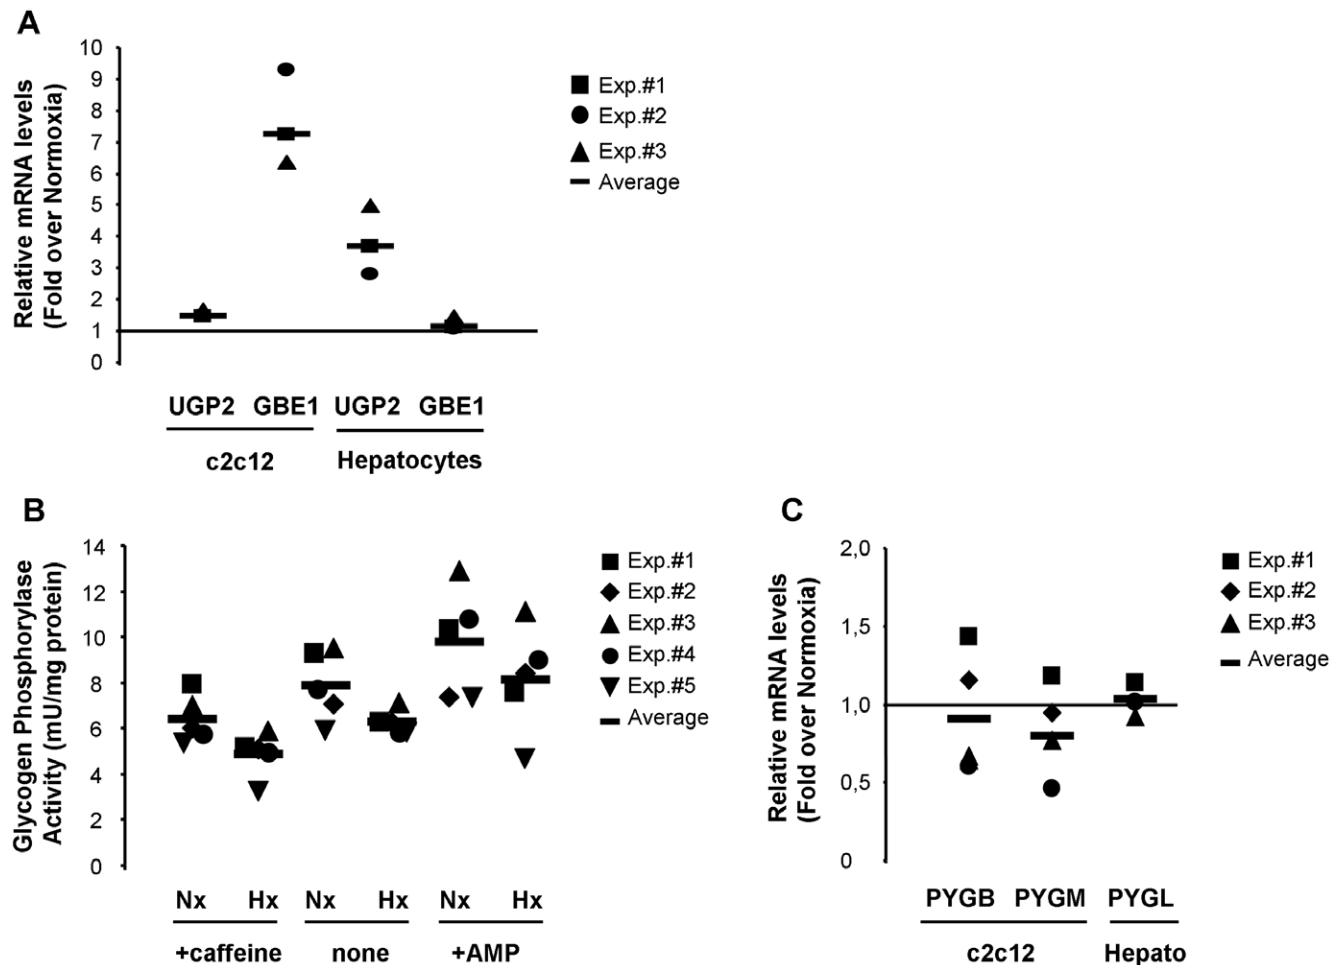 A
Relative mRNA levels
(Fold over Normoxia)
10
9
8
7
6
5
4
3
2
1
0
Exp.#1
Exp.#2
Exp.#3
Average
UGP2 GBE1 UGP2 GBE1
c2c12 Hepatocytes
B
Glycogen Phosphorylase
Activity (mU/mg protein)
14
12
10
8
6
4
2
0
Exp.#1
Exp.#2
Exp.#3
Exp.#4
Exp.#5
Average
Nx Hx Nx Hx Nx Hx
+caffeine none +AMP
C
Relative mRNA levels
(Fold over Normoxia)
2,0
1,5
1,0
0,5
0
Exp.#1
Exp.#2
Exp.#3
Average
PYGB PYGM PYGL
c2c12 Hepato